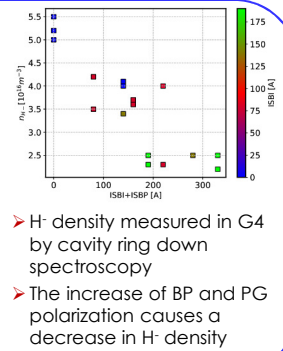 5.5
5.0
4.5
4.0
3.5
3.0
2.5
n_H- [10^16 m^-3]
0 100 200 300
ISBI+ISBP [A]
175
150
125
100
75
50
25
0
ISBI [A]
➢ H- density measured in G4
by cavity ring down
spectroscopy
➢ The increase of BP and PG
polarization causes a
decrease in H- density